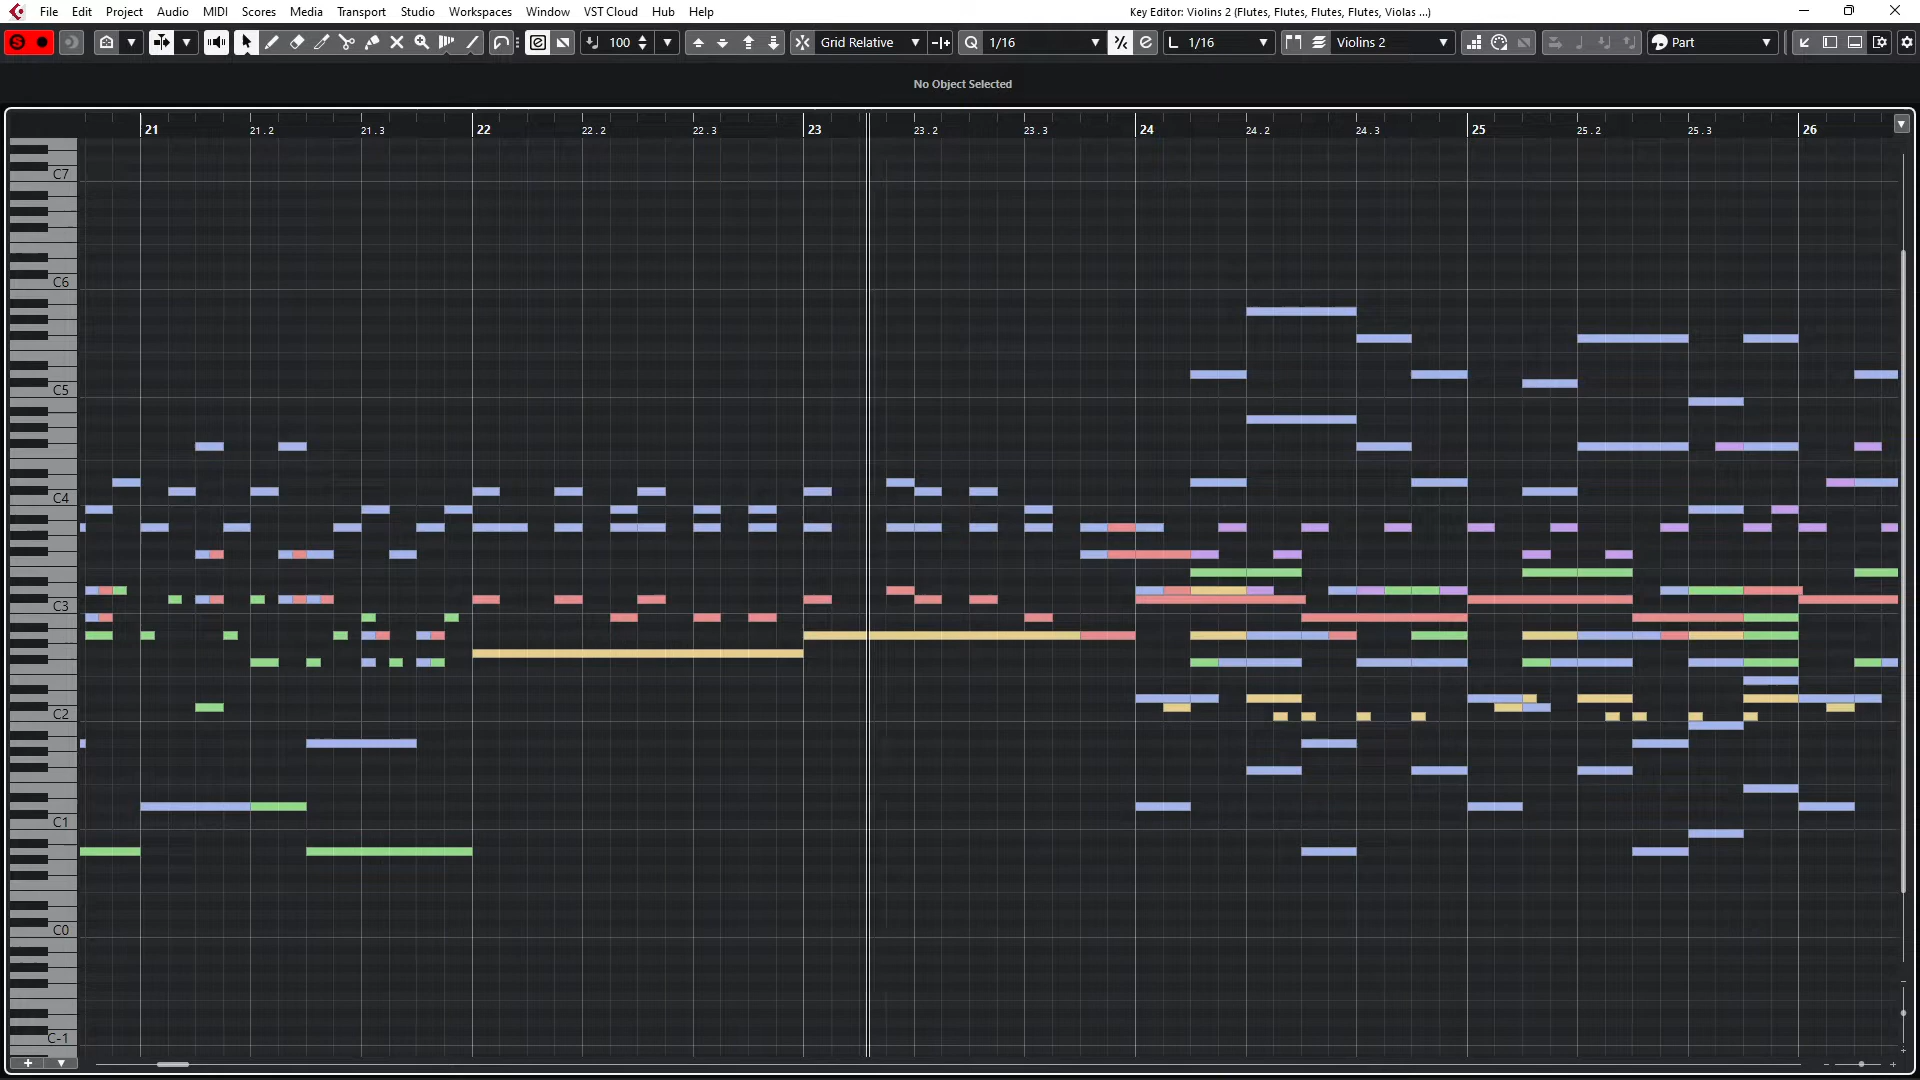 File Edit Project Audio MIDI Scores Media Transport Studio Workspaces Window VST Cloud Hub Help
Key Editor: Violins 2 (Flutes, Flutes, Flutes, Flutes, Violas ...)
100 Grid Relative Q 1/16 L 1/16 Violins 2 Part
No Object Selected
21 21.2 21.3 22 22.2 22.3 23 23.2 23.3 24 24.2 24.3 25 25.2 25.3 26
C7
C6
C5
C4
C3
C2
C1
C0
C-1